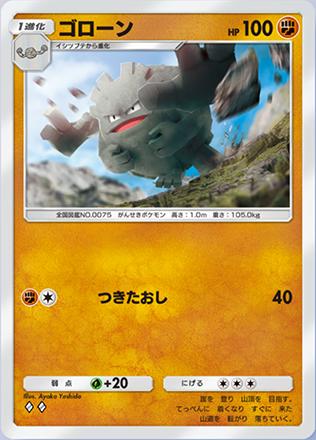 1進化 ゴローン HP 100
イシツブテから進化
全国図鑑NO.0075 がんせきポケモン 高さ:1.0m 重さ:105.0kg
つきたおし 40
弱点 +20 にげる
Illus. Ayaka Yoshida
崖を 登り 山頂を 目指す。
てっぺんに 着くなり すぐに 来た
山道を 転がり落ちていく。